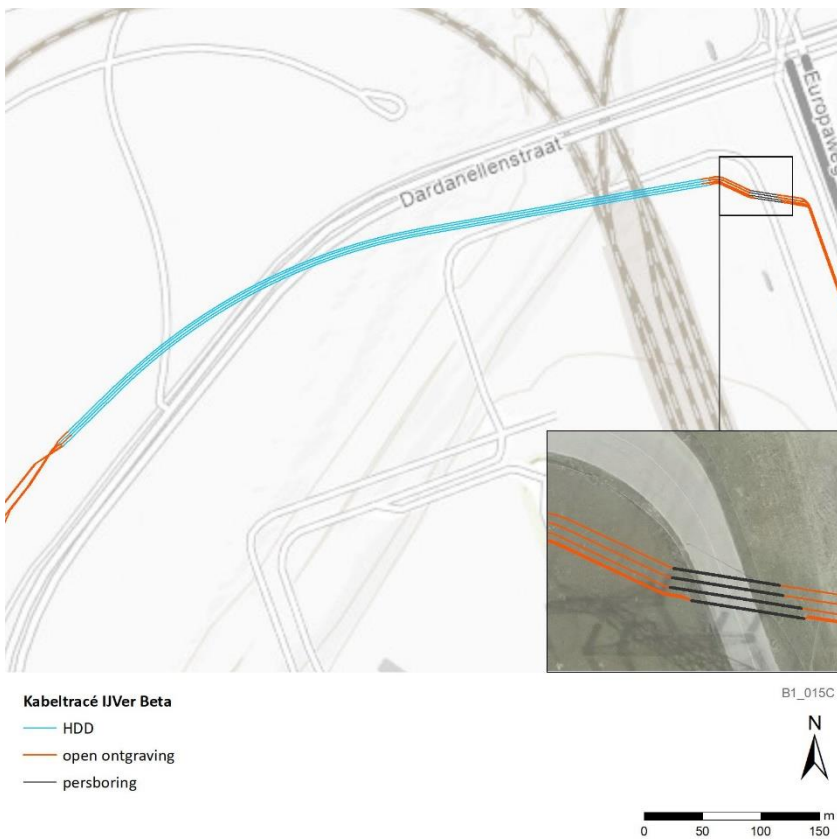 Europaweg
Dardanellenstraat
Kabeltracé IJVer Beta
HDD
open ontgraving
persboring
B1_015C
N
0 50 100 150 m